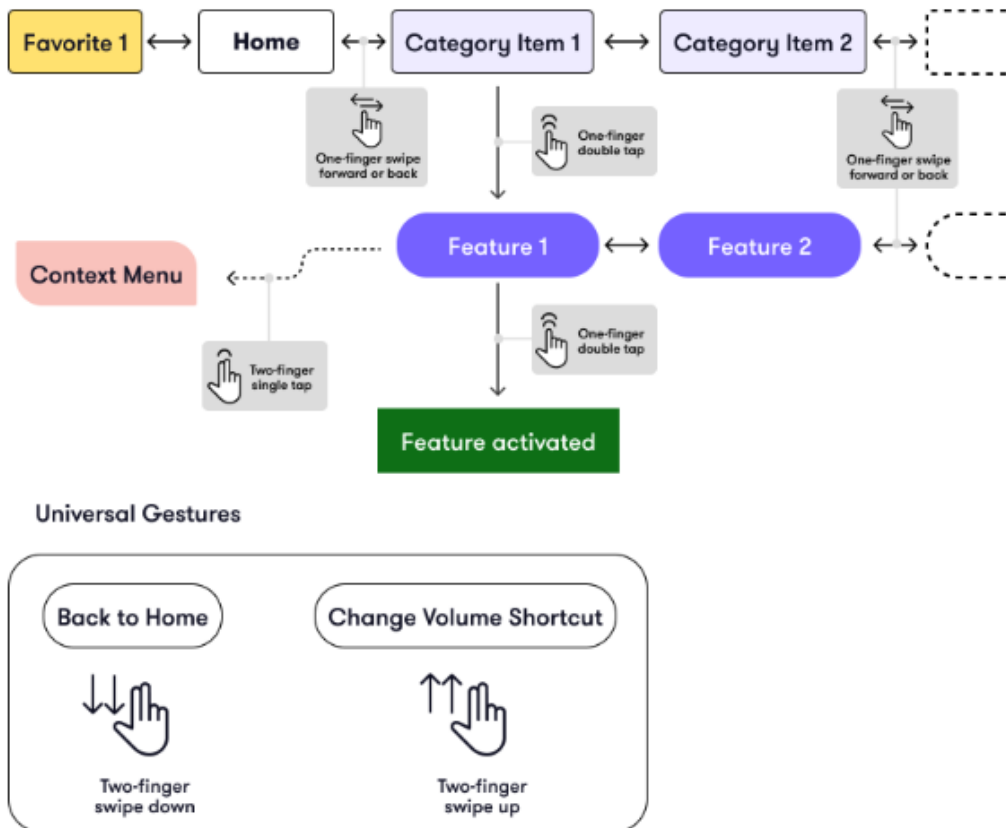 Favorite 1
Home
Category Item 1
Category Item 2
One-finger swipe
forward or back
One-finger
double tap
One-finger swipe
forward or back
Feature 1
Feature 2
Context Menu
Two-finger
single tap
One-finger
double tap
Feature activated
Universal Gestures
Back to Home
Change Volume Shortcut
Two-finger
swipe down
Two-finger
swipe up